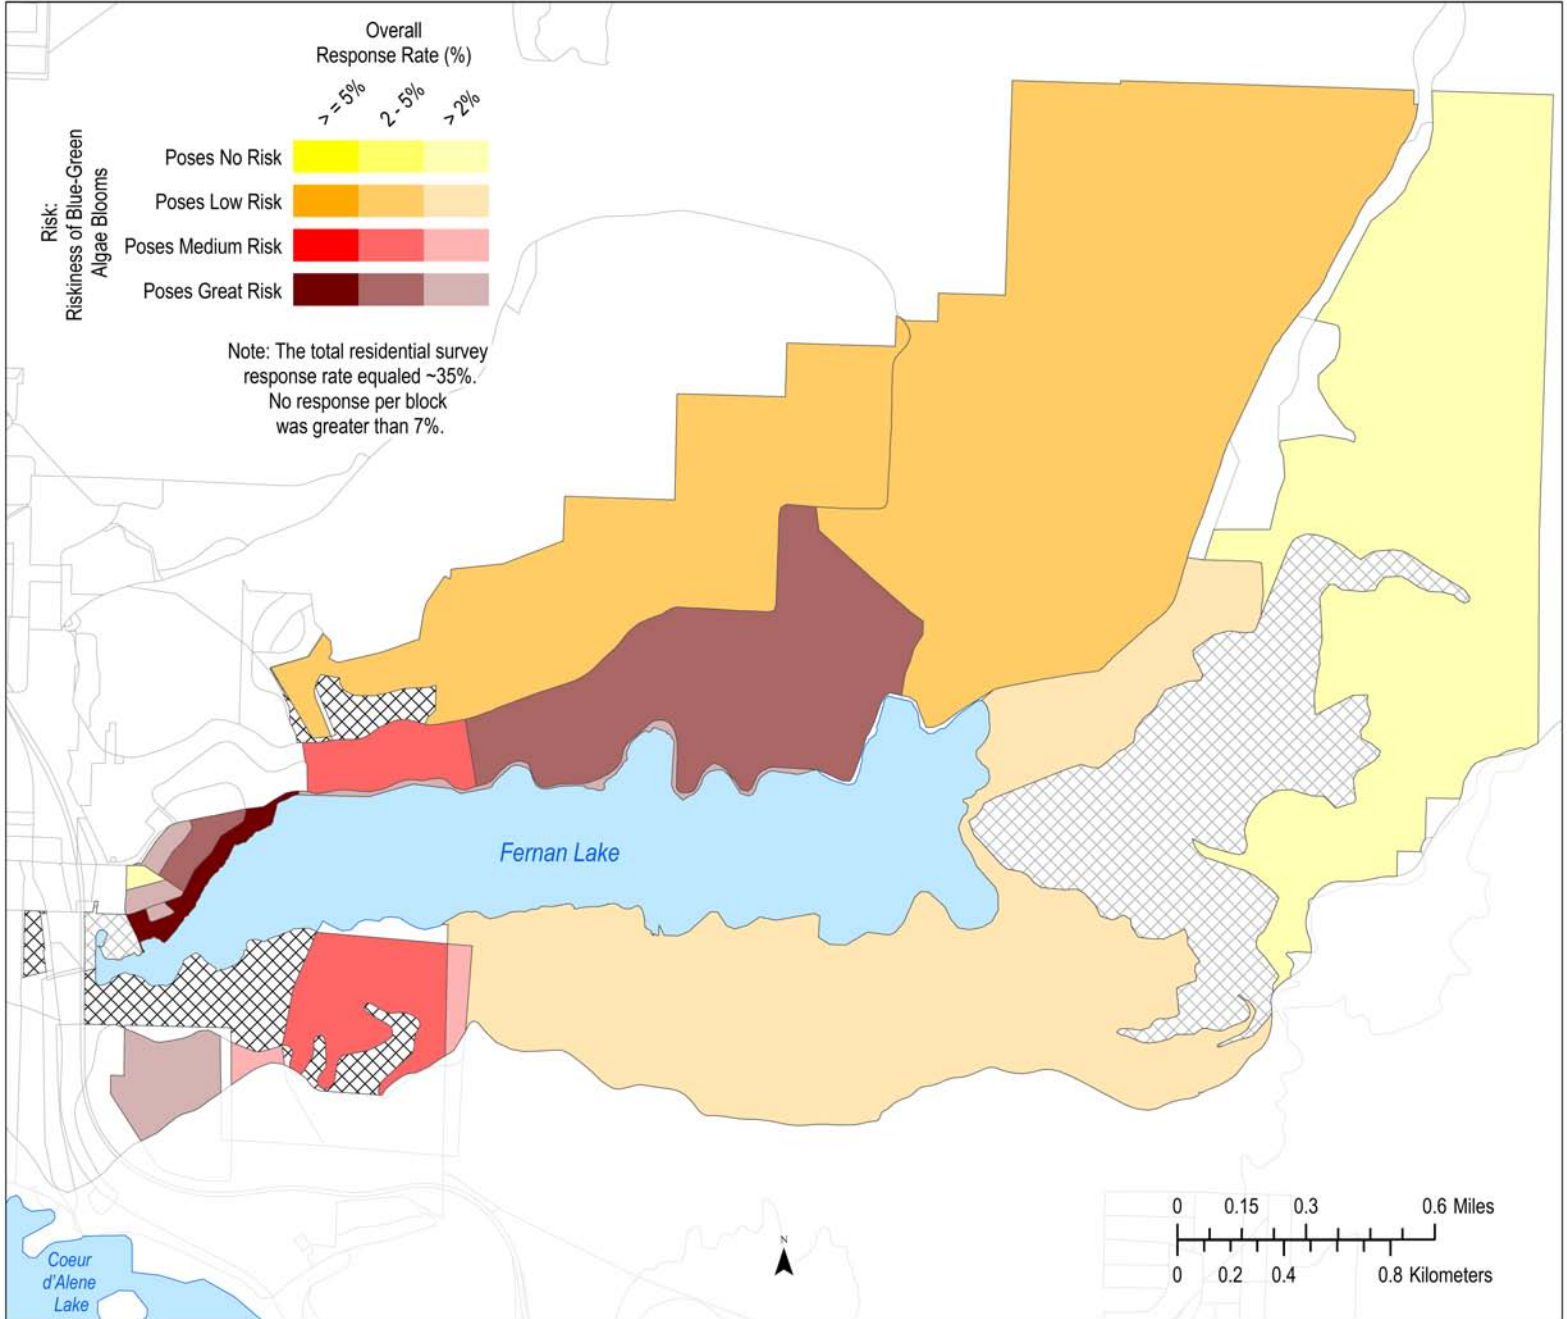 Overall
Response Rate (%)
> = 5%
2 - 5%
> 2%
Risk:
Riskiness of Blue-Green
Algae Blooms
Poses No Risk
Poses Low Risk
Poses Medium Risk
Poses Great Risk
Note: The total residential survey
response rate equaled ~35%.
No response per block
was greater than 7%.
Fernan Lake
Coeur
d'Alene
Lake
N
0 0.15 0.3 0.6 Miles
0 0.2 0.4 0.8 Kilometers